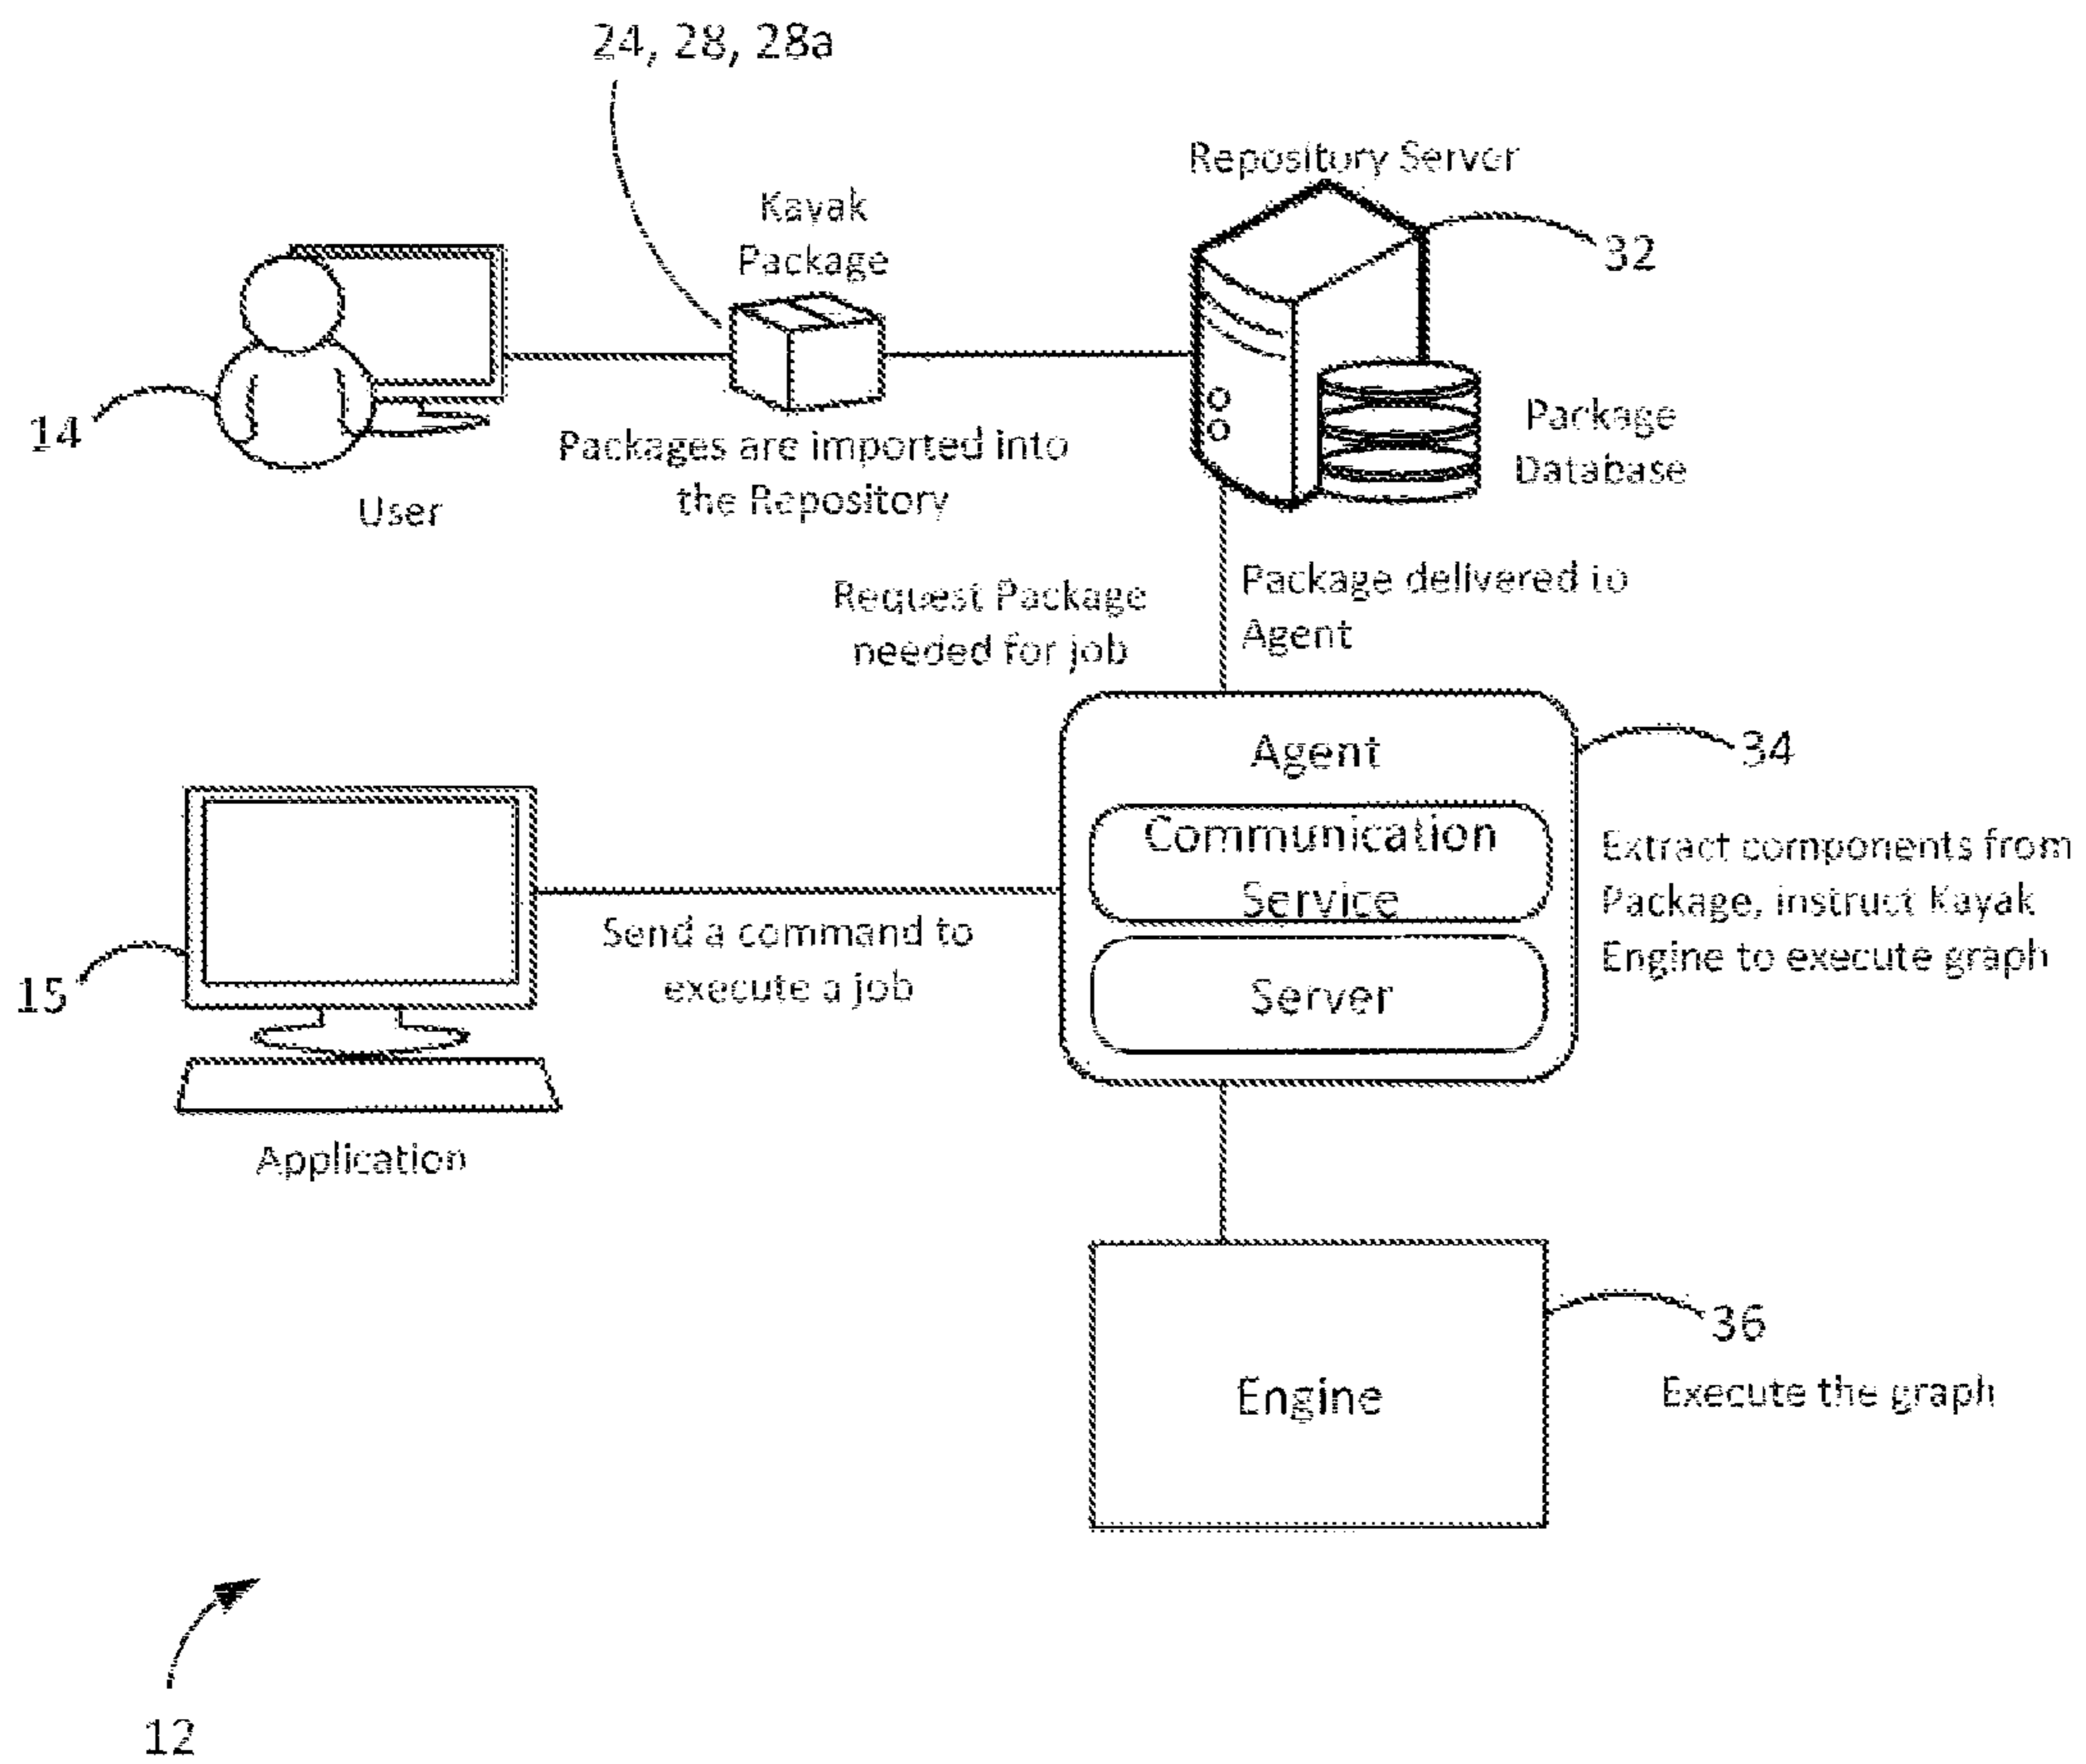 24, 28, 28a
Repository Server
Kayak
Package
32
14
Packages are imported into
the Repository
Package
Database
User
Request Package
needed for job
Package delivered to
Agent
Agent
34
Communication
Service
Extract components from
Package, instruct Kayak
Engine to execute graph
Send a command to
execute a job
15
Server
Application
36
Engine
Execute the graph
12